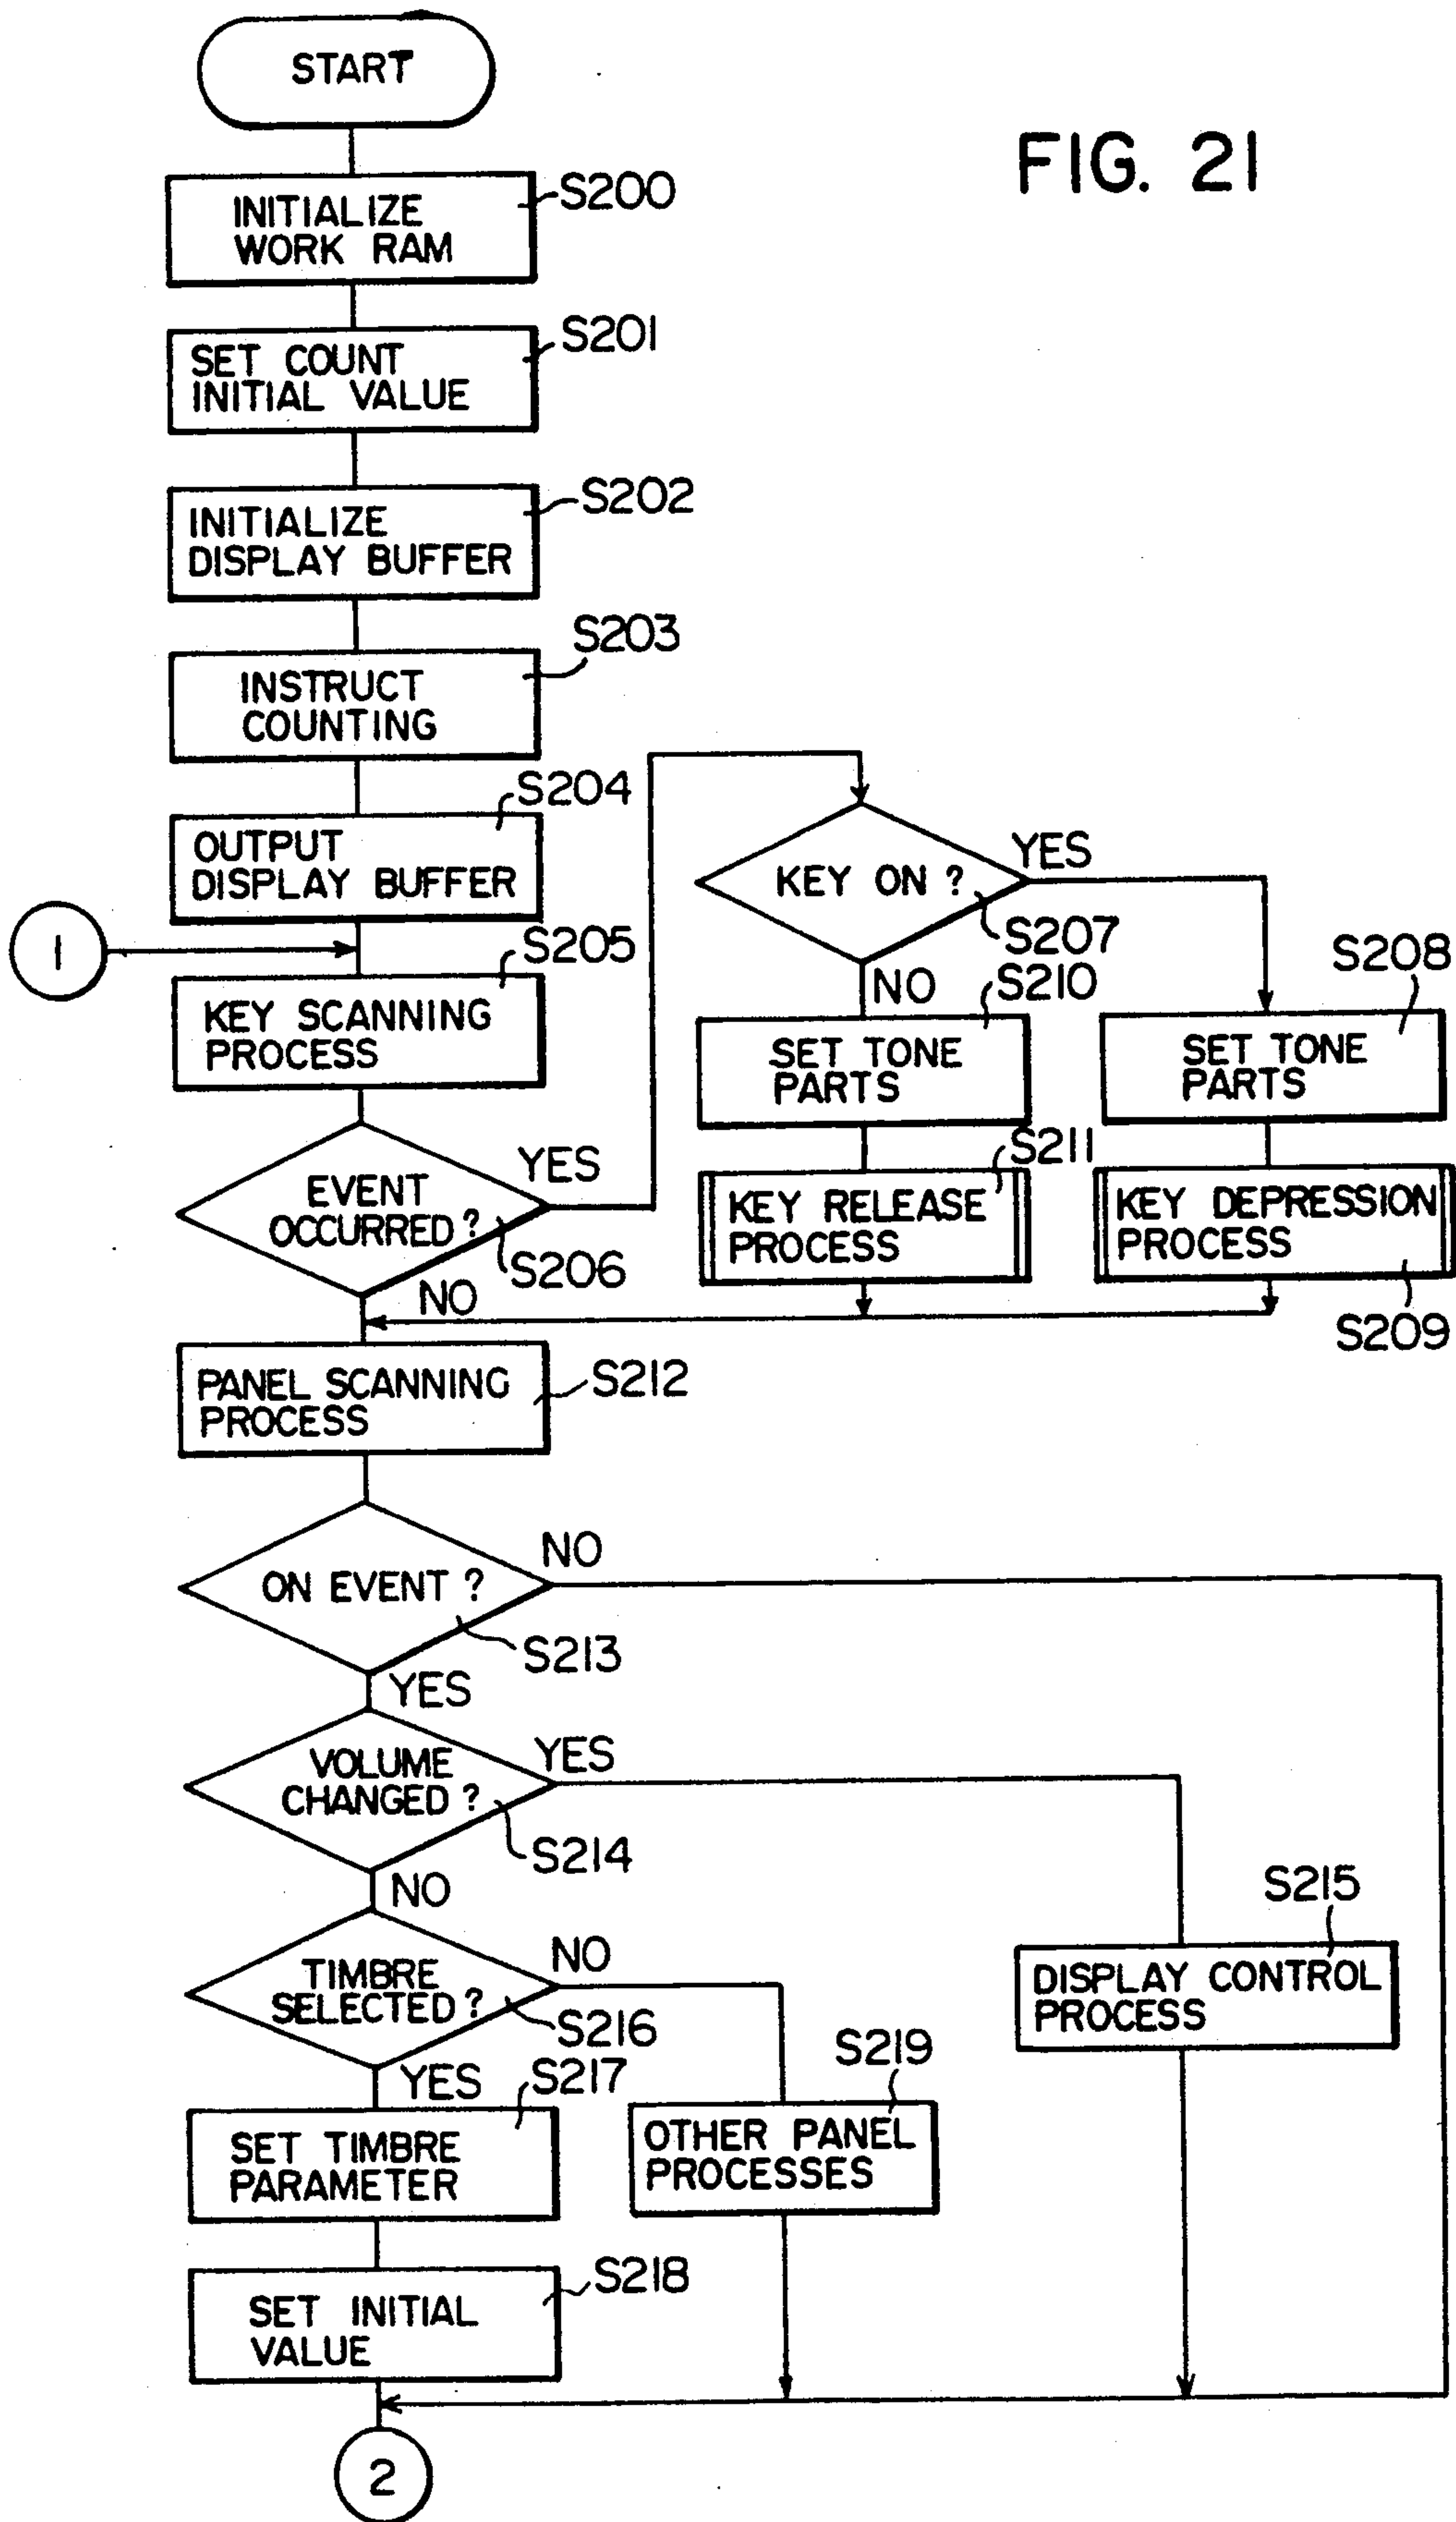 START
FIG. 21
INITIALIZE
WORK RAM
S200
SET COUNT
INITIAL VALUE
S201
INITIALIZE
DISPLAY BUFFER
S202
INSTRUCT
COUNTING
S203
OUTPUT
DISPLAY BUFFER
S204
1
KEY SCANNING
PROCESS
S205
EVENT
OCCURRED ?
S206
YES
NO
KEY ON ?
S207
YES
NO
SET TONE
PARTS
S210
SET TONE
PARTS
S208
KEY RELEASE
PROCESS
S211
KEY DEPRESSION
PROCESS
S209
PANEL SCANNING
PROCESS
S212
ON EVENT ?
S213
NO
YES
VOLUME
CHANGED ?
S214
YES
NO
DISPLAY CONTROL
PROCESS
S215
TIMBRE
SELECTED ?
S216
NO
YES
SET TIMBRE
PARAMETER
S217
OTHER PANEL
PROCESSES
S219
SET INITIAL
VALUE
S218
2